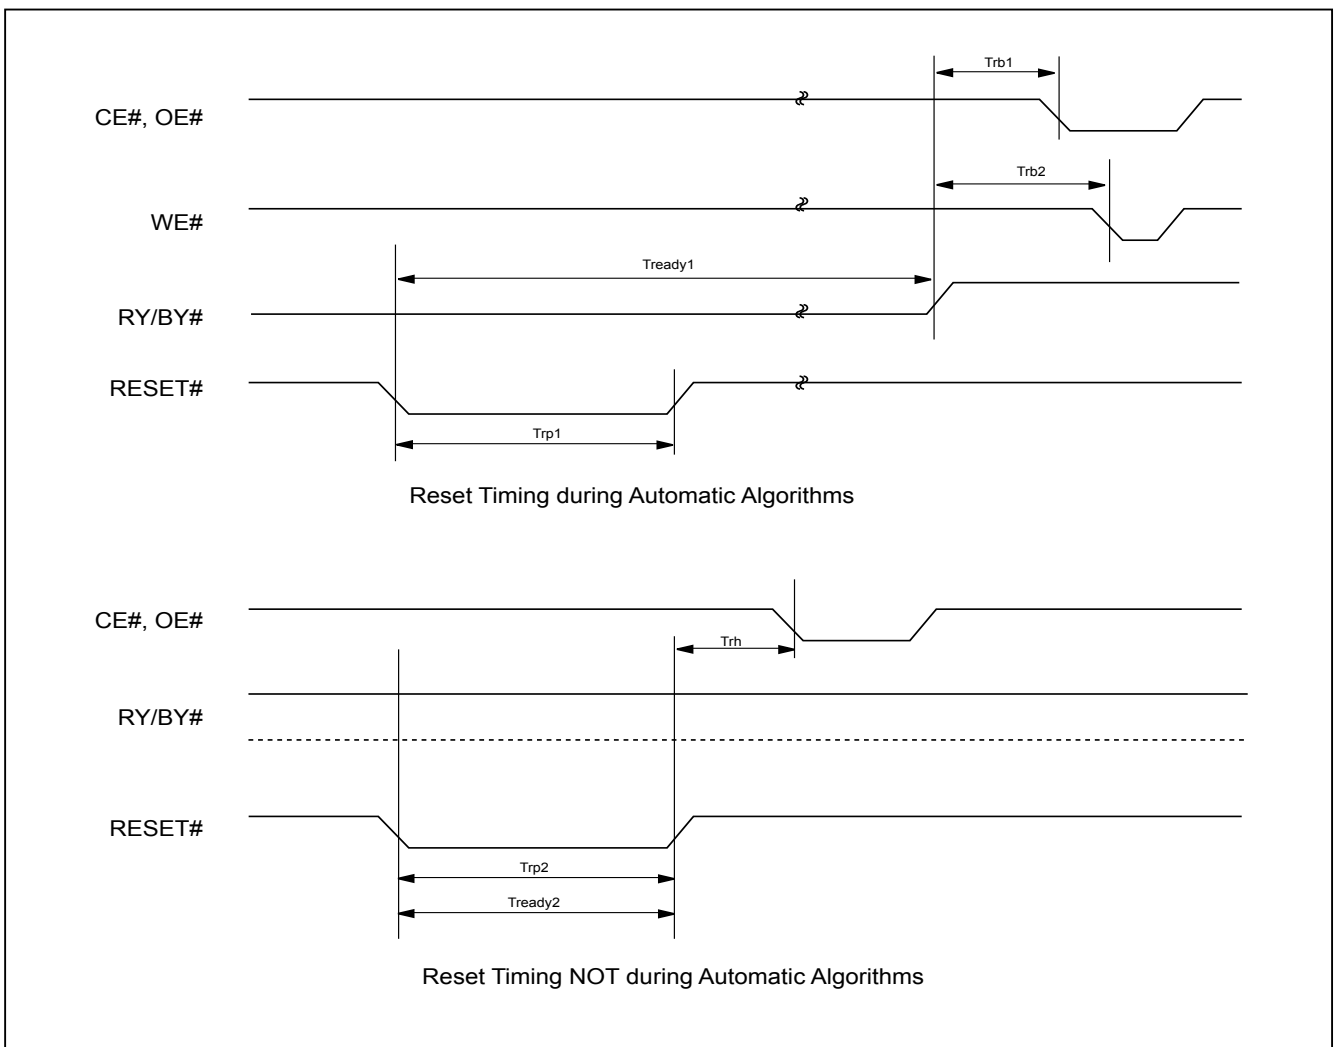 Trb1
CE#, OE#
Trb2
WE#
Tready1
RY/BY#
RESET#
Trp1
Reset Timing during Automatic Algorithms
CE#, OE#
Trh
RY/BY#
RESET#
Trp2
Tready2
Reset Timing NOT during Automatic Algorithms